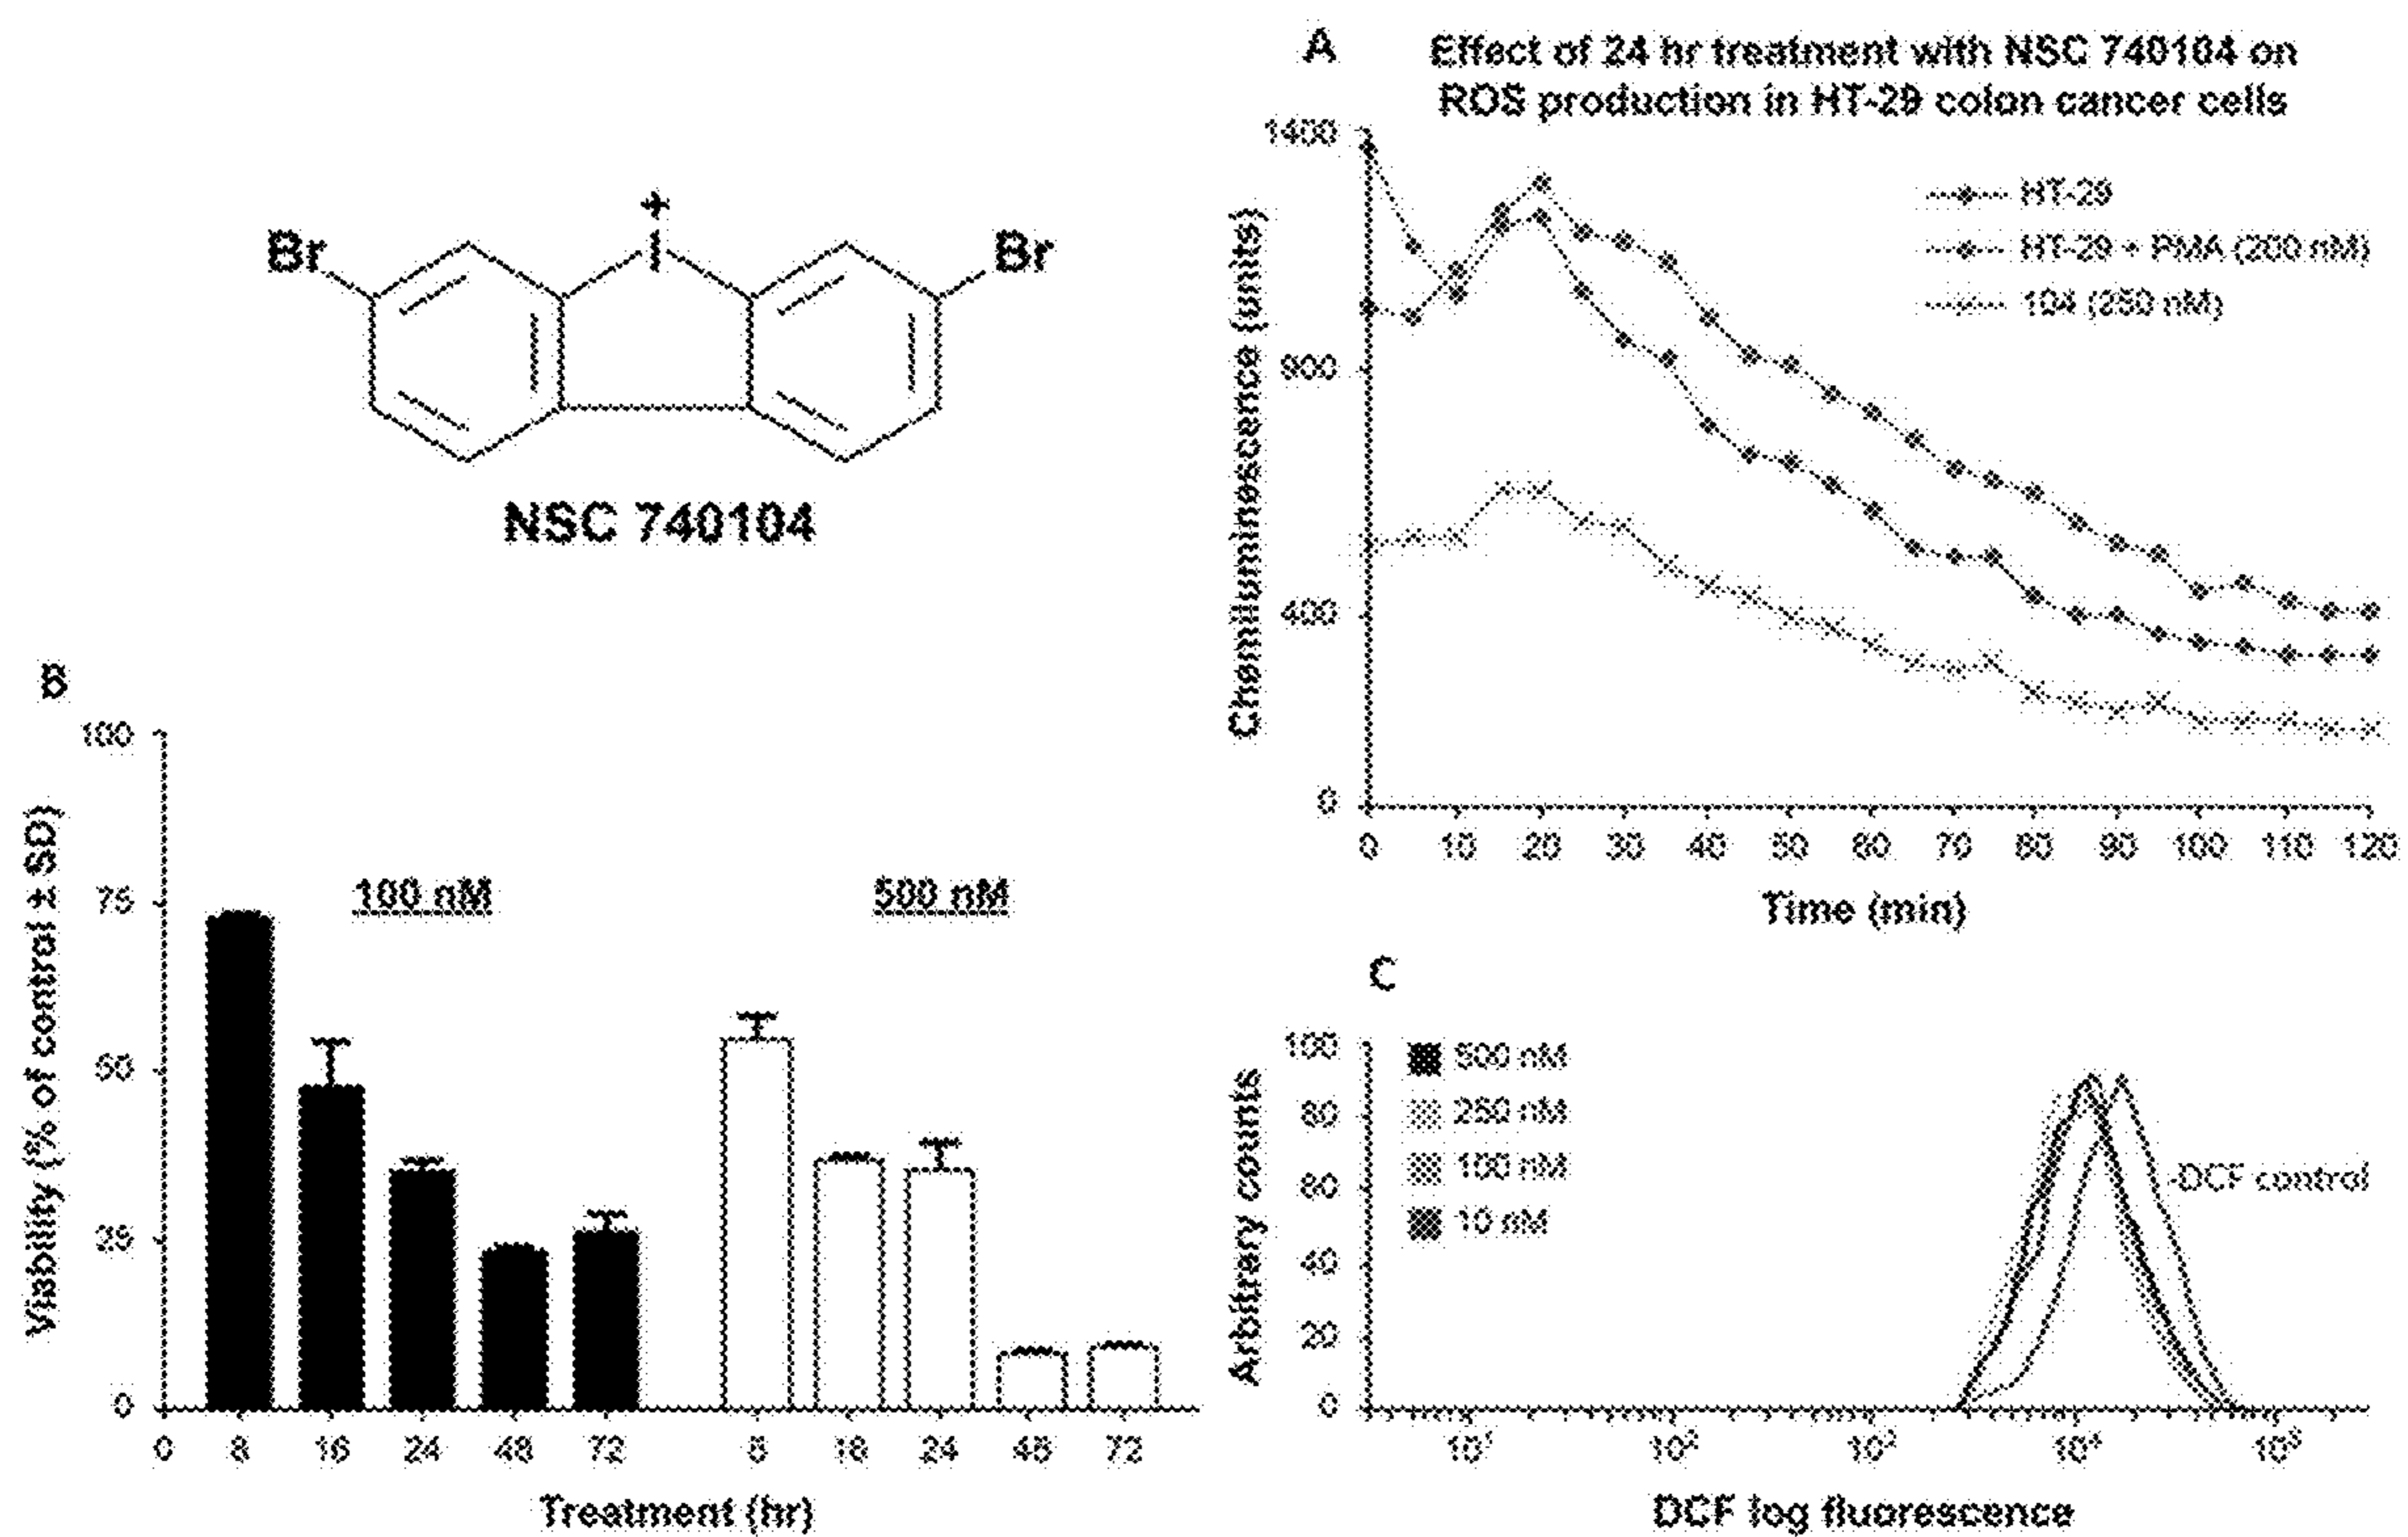 Br
I
+
Br
NSC 740104
A
Effect of 24 hr treatment with NSC 740104 on
ROS production in HT-29 colon cancer cells
Chemiluminescence (units)
1400
400
0
HT-29
HT-29 + PMA (200 nM)
104 (250 nM)
0 10 20 30 40 50 60 70 80 90 100 110 120
Time (min)
B
Viability (% of control ± SD)
100
75
50
0
100 nM
500 nM
0 8 16 24 48 72 8 24 48 72
Treatment (hr)
C
Arbitrary counts
100
80
60
40
20
0
500 nM
250 nM
100 nM
10 nM
DCF control
10¹ 10² 10³ 10⁴ 10⁵
DCF log fluorescence